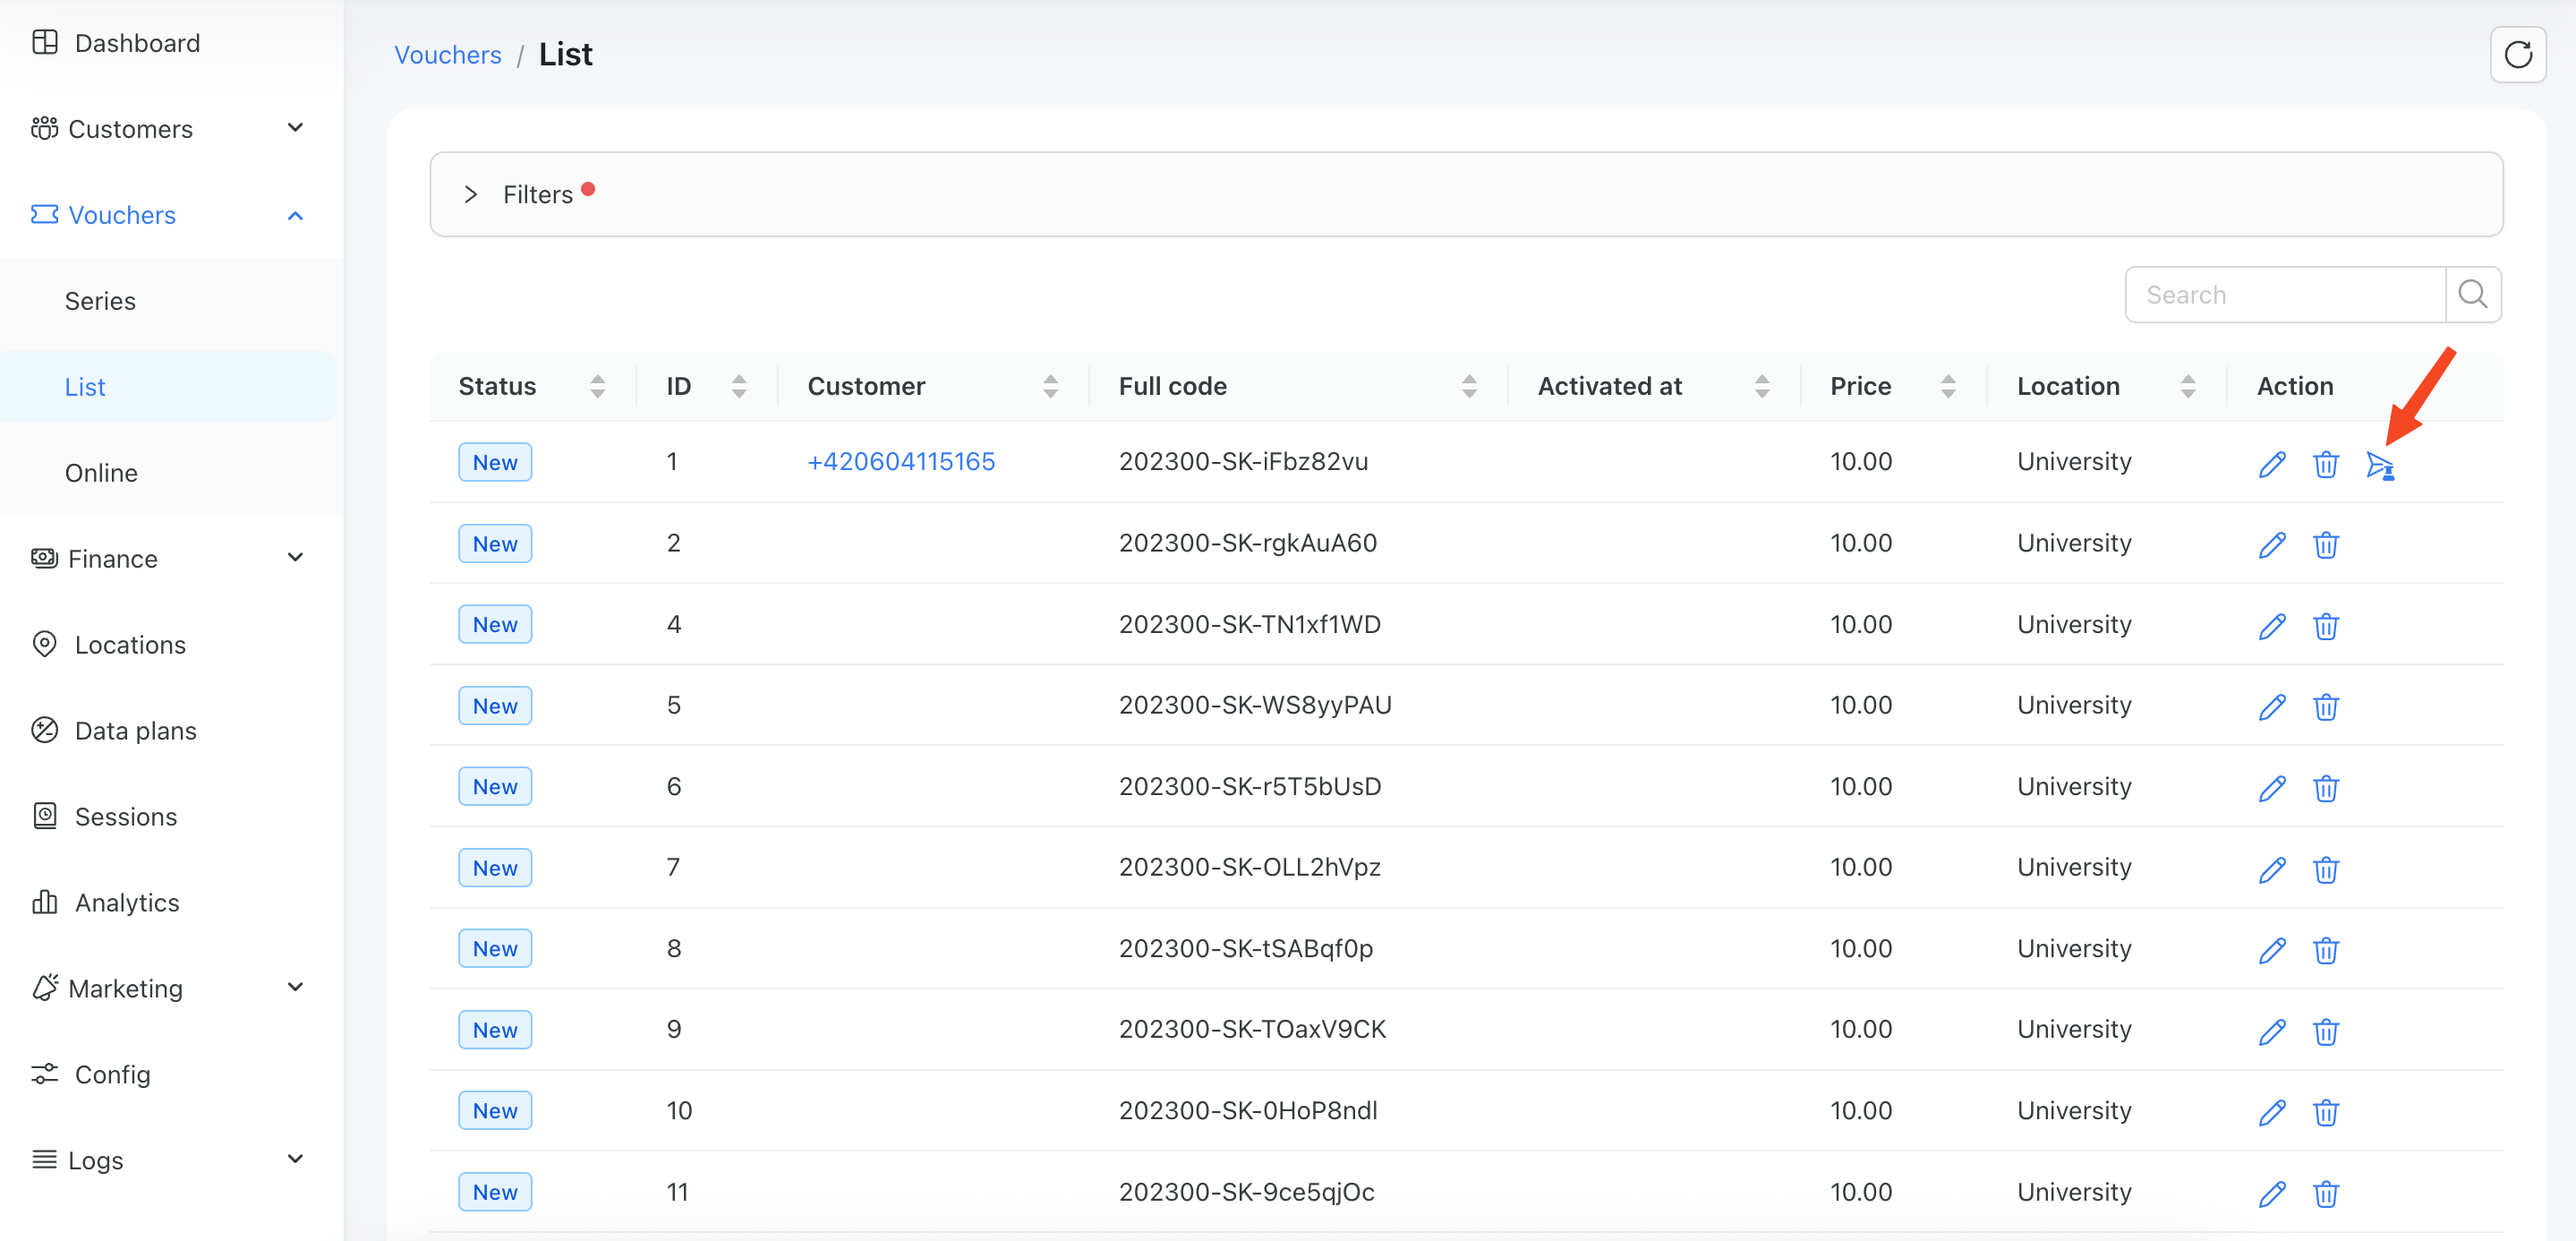 Dashboard
Customers
Vouchers
Series
List
Online
Finance
Locations
Data plans
Sessions
Analytics
Marketing
Config
Logs
Vouchers / List
Filters
Search
Status ID Customer Full code Activated at Price Location Action
New 1 +420604115165 202300-SK-iFbz82vu 10.00 University
New 2 202300-SK-rgkAuA60 10.00 University
New 4 202300-SK-TN1xf1WD 10.00 University
New 5 202300-SK-WS8yyPAU 10.00 University
New 6 202300-SK-r5T5bUsD 10.00 University
New 7 202300-SK-OLL2hVpz 10.00 University
New 8 202300-SK-tSABqf0p 10.00 University
New 9 202300-SK-TOaxV9CK 10.00 University
New 10 202300-SK-0HoP8ndl 10.00 University
New 11 202300-SK-9ce5qjOc 10.00 University